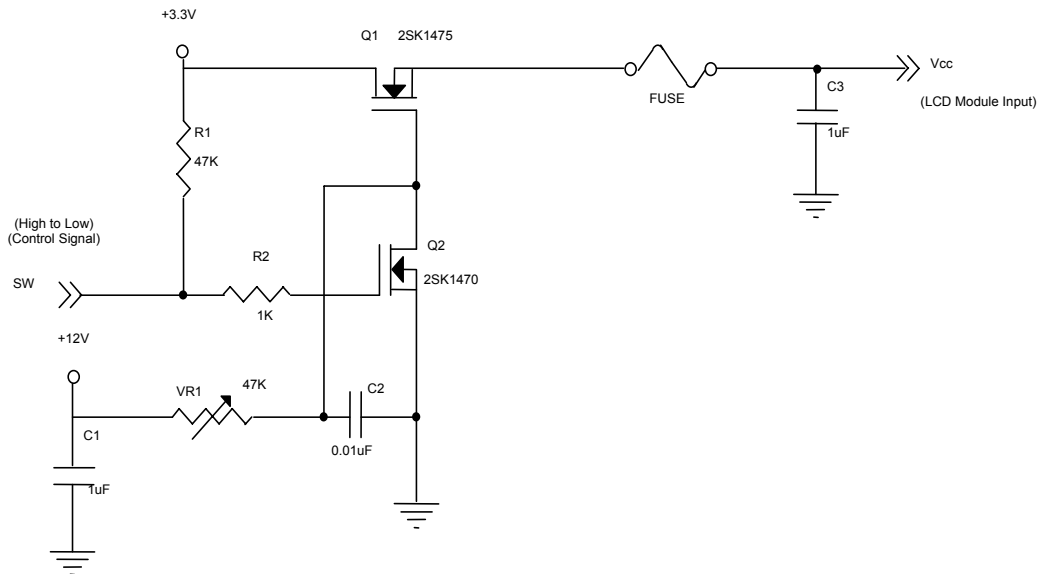 +3.3V
Q1 2SK1475
Vcc
FUSE
C3
(LCD Module Input)
R1
1uF
47K
(High to Low)
(Control Signal)
Q2
R2
SW
2SK1470
1K
+12V
VR1
47K
C2
C1
0.01uF
1uF